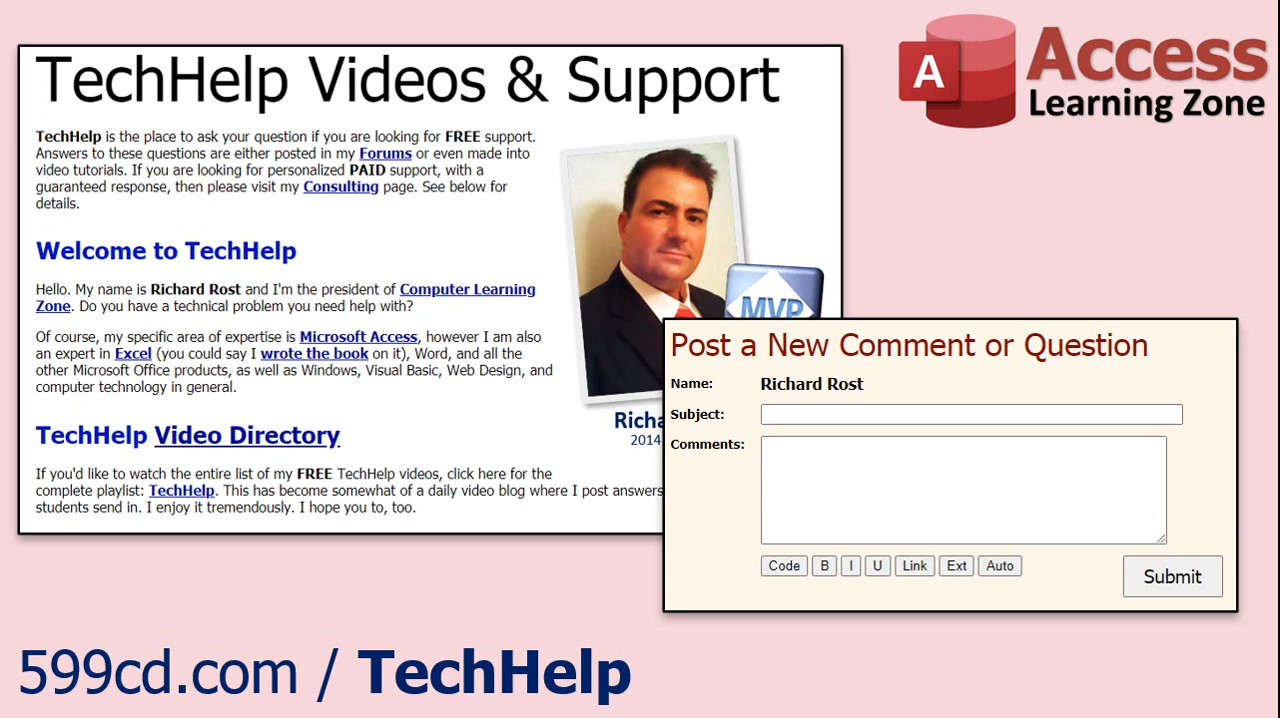 TechHelp Videos & Support
TechHelp is the place to ask your question if you are looking for FREE support.
Answers to these questions are either posted in my Forums or even made into
video tutorials. If you are looking for personalized PAID support, with a
guaranteed response, then please visit my Consulting page. See below for
details.
Welcome to TechHelp
Hello. My name is Richard Rost and I'm the president of Computer Learning
Zone. Do you have a technical problem you need help with?
Of course, my specific area of expertise is Microsoft Access, however I am also
an expert in Excel (you could say I wrote the book on it), Word, and all the
other Microsoft Office products, as well as Windows, Visual Basic, Web Design, and
computer technology in general.
TechHelp Video Directory
If you'd like to watch the entire list of my FREE TechHelp videos, click here for the
complete playlist: TechHelp. This has become somewhat of a daily video blog where I post answers
students send in. I enjoy it tremendously. I hope you to, too.
MVP
Richa
2014
A
Access
Learning Zone
Post a New Comment or Question
Name: Richard Rost
Subject:
Comments:
Code B I U Link Ext Auto
Submit
599cd.com / TechHelp